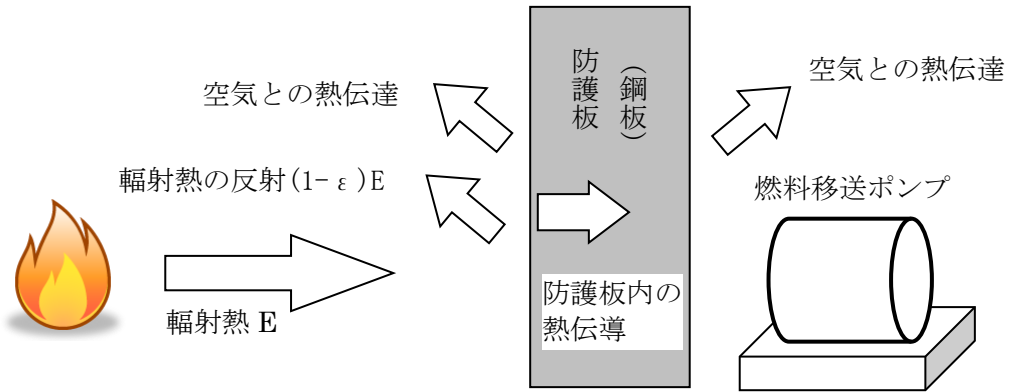 空気との熱伝達
輻射熱の反射(1-ε)E
輻射熱 E
防護板
(鋼板)
防護板内の
熱伝導
空気との熱伝達
燃料移送ポンプ